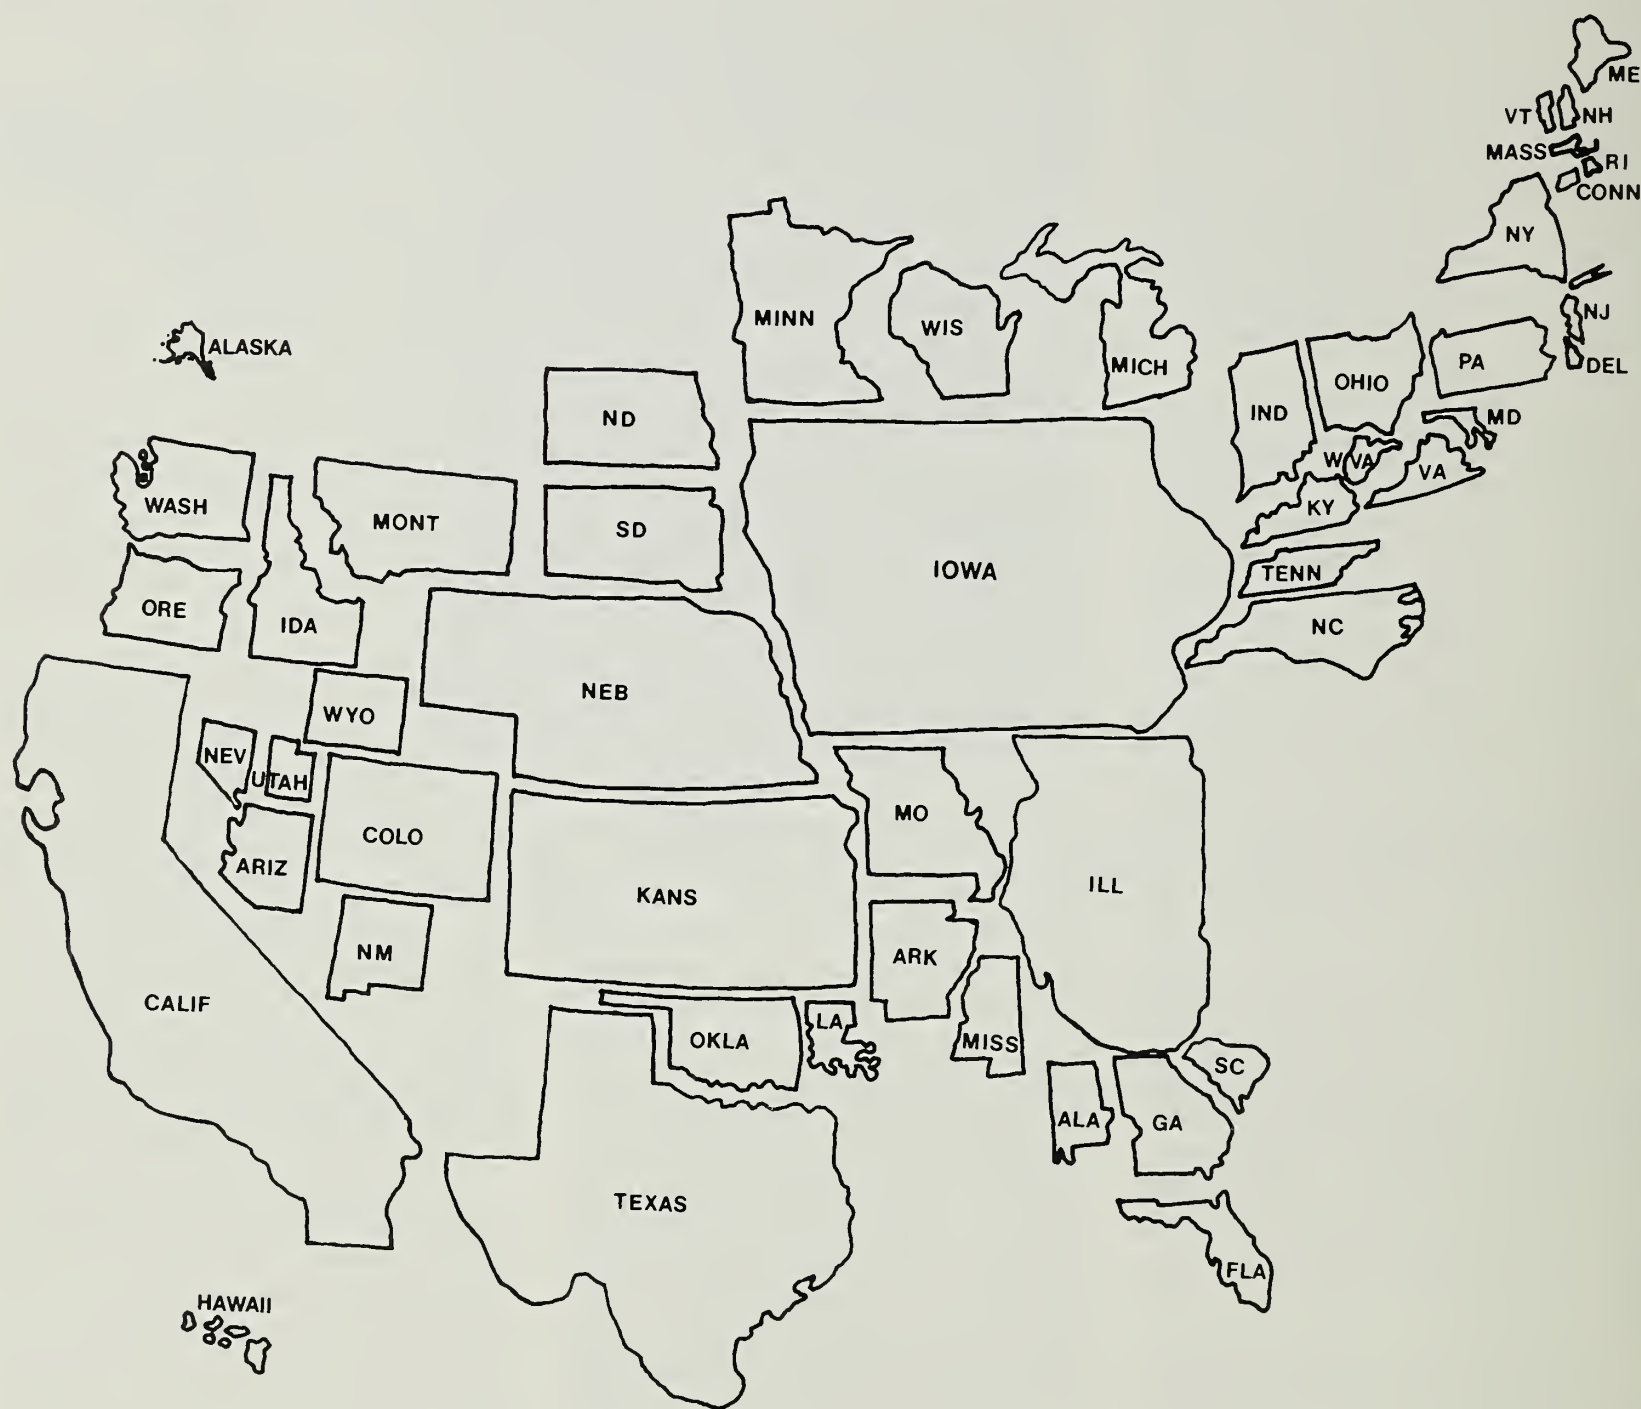 ME
VT
NH
MASS
RI
CONN
NY
MINN
WIS
MICH
NJ
ALASKA
PA
DEL
OHIO
IND
MD
ND
W VA
VA
WASH
MONT
SD
KY
IOWA
TENN
ORE
IDA
NC
NEB
WYO
NEV
UTAH
MO
COLO
ARIZ
KANS
ILL
NM
ARK
CALIF
OKLA
LA
MISS
SC
ALA
GA
TEXAS
FLA
HAWAII